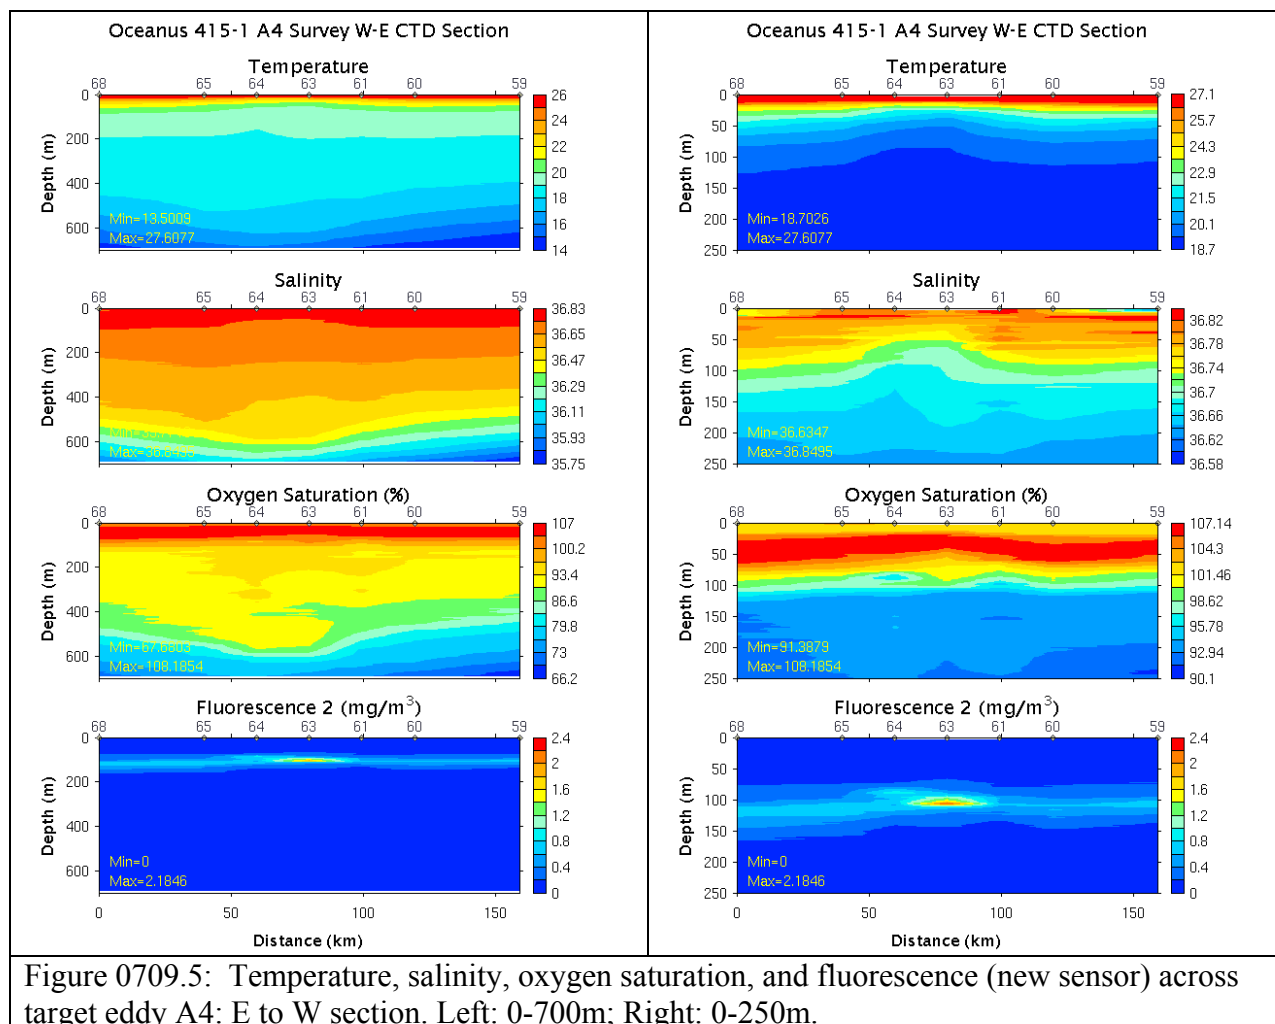 Oceanus 415-1 A4 Survey W-E CTD Section
Temperature
68 65 64 63 61 60 59
0
200
400
600
Depth (m)
26
24
22
20
18
16
14
Min=13.5009
Max=27.6077
Salinity
68 65 64 63 61 60 59
0
200
400
600
Depth (m)
36.83
36.65
36.47
36.29
36.11
35.93
35.75
Oxygen Saturation (%)
68 65 64 63 61 60 59
0
200
400
600
Depth (m)
107
100.2
93.4
86.6
79.8
73
66.2
Min=67.6803
Max=108.1854
Fluorescence 2 (mg/m³)
68 65 64 63 61 60 59
0
200
400
600
Depth (m)
2.4
2
1.6
1.2
0.8
0.4
0
Min=0
Max=2.1846
0 50 100 150
Distance (km)
Oceanus 415-1 A4 Survey W-E CTD Section
Temperature
68 65 64 63 61 60 59
0
50
100
150
200
250
Depth (m)
27.1
25.7
24.3
22.9
21.5
20.1
18.7
Min=18.7026
Max=27.6077
Salinity
68 65 64 63 61 60 59
0
50
100
150
200
250
Depth (m)
36.82
36.78
36.74
36.7
36.66
36.62
36.58
Min=36.6347
Max=36.8495
Oxygen Saturation (%)
68 65 64 63 61 60 59
0
50
100
150
200
250
Depth (m)
107.14
104.3
101.46
98.62
95.78
92.94
90.1
Min=91.3879
Max=108.1854
Fluorescence 2 (mg/m³)
68 65 64 63 61 60 59
0
50
100
150
200
250
Depth (m)
2.4
2
1.6
1.2
0.8
0.4
0
Min=0
Max=2.1846
0 50 100 150
Distance (km)
Figure 0709.5: Temperature, salinity, oxygen saturation, and fluorescence (new sensor) across
target eddy A4: E to W section. Left: 0-700m; Right: 0-250m.